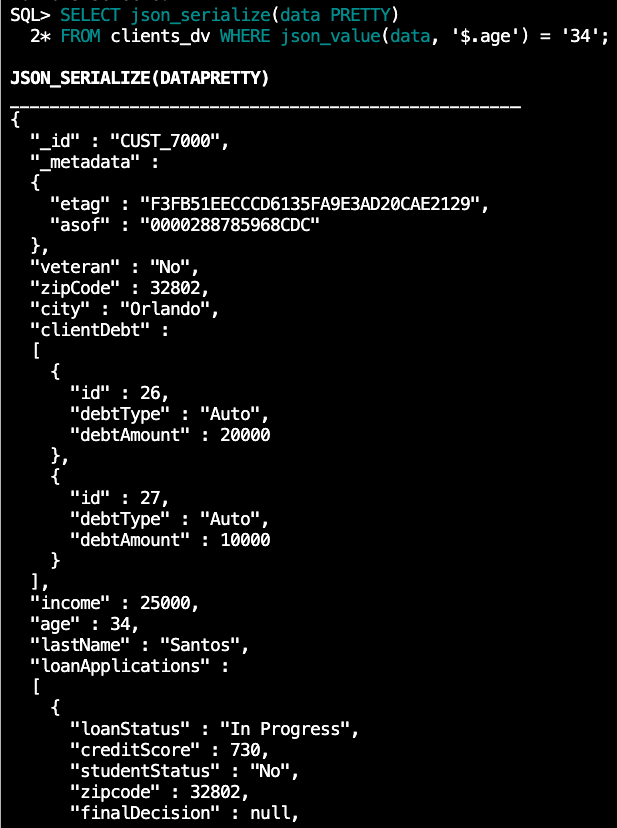 SQL> SELECT json_serialize(data PRETTY)
  2* FROM clients_dv WHERE json_value(data, '$.age') = '34';

JSON_SERIALIZE(DATAPRETTY)
___________________________________________________
{
  "_id" : "CUST_7000",
  "_metadata" :
  {
    "etag" : "F3FB51EECCCD6135FA9E3AD20CAE2129",
    "asof" : "0000288785968CDC"
  },
  "veteran" : "No",
  "zipCode" : 32802,
  "city" : "Orlando",
  "clientDebt" :
  [
    {
      "id" : 26,
      "debtType" : "Auto",
      "debtAmount" : 20000
    },
    {
      "id" : 27,
      "debtType" : "Auto",
      "debtAmount" : 10000
    }
  ],
  "income" : 25000,
  "age" : 34,
  "lastName" : "Santos",
  "loanApplications" :
  [
    {
      "loanStatus" : "In Progress",
      "creditScore" : 730,
      "studentStatus" : "No",
      "zipcode" : 32802,
      "finalDecision" : null,